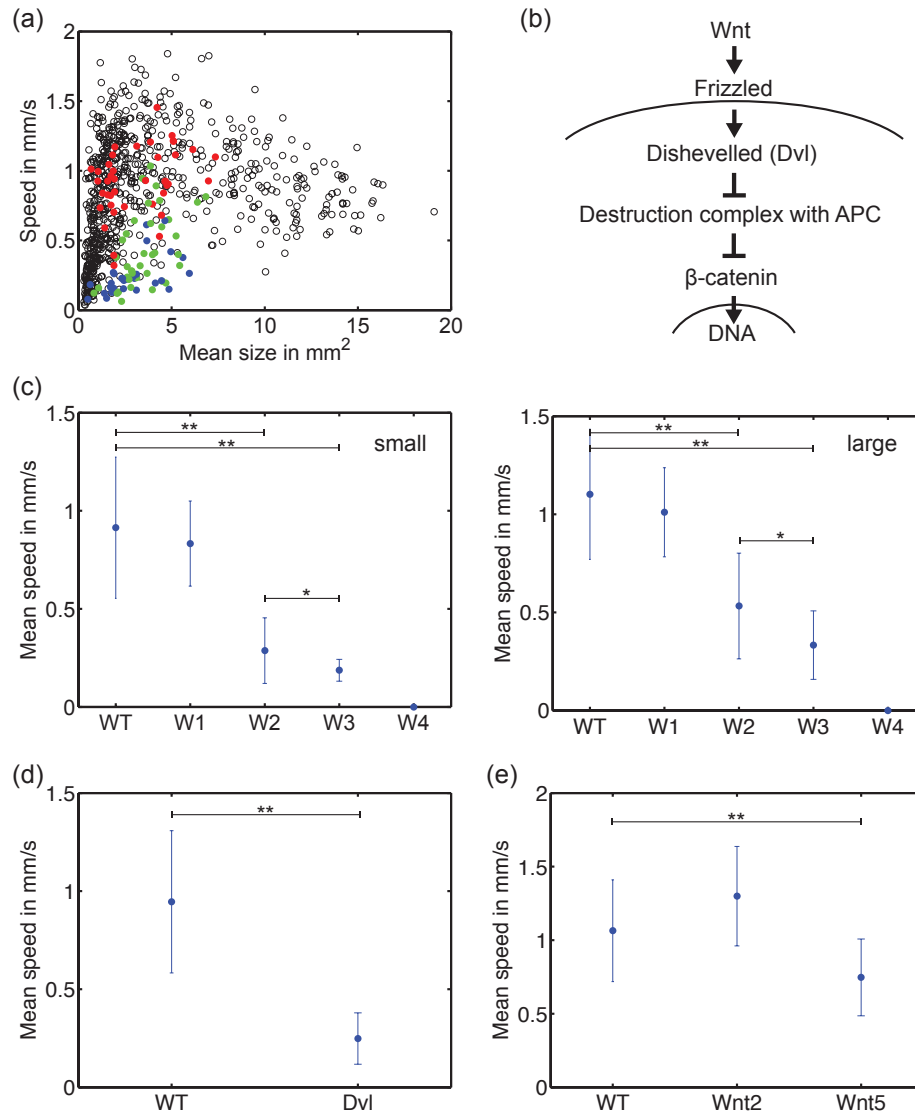 (a)
Speed in mm/s
2
1.5
1
0.5
0
0 5 10 15 20
Mean size in mm²
(b)
Wnt
Frizzled
Dishevelled (Dvl)
Destruction complex with APC
β-catenin
DNA
(c)
Mean speed in mm/s
1.5
1
0.5
0
small
**
**
*
WT W1 W2 W3 W4
Mean speed in mm/s
1.5
1
0.5
0
large
**
**
*
WT W1 W2 W3 W4
(d)
Mean speed in mm/s
1.5
1
0.5
0
**
WT Dvl
(e)
Mean speed in mm/s
2
1.5
1
0.5
0
**
WT Wnt2 Wnt5